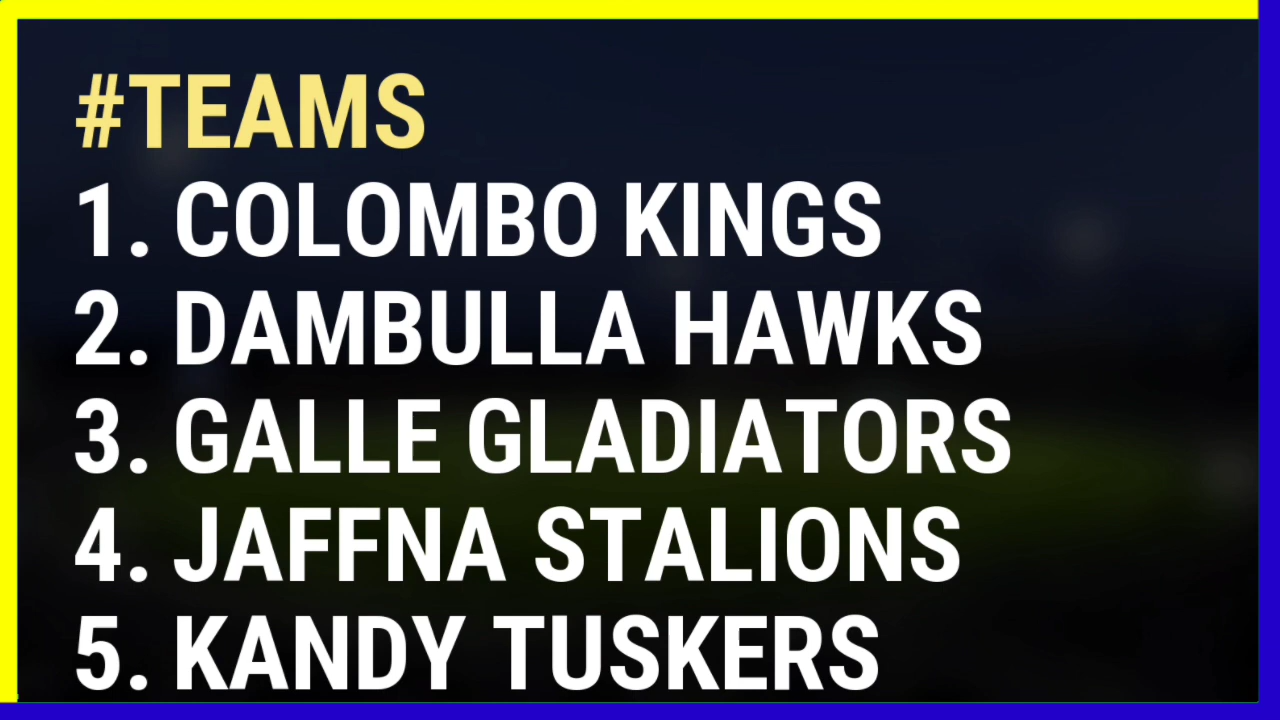 #TEAMS
1. COLOMBO KINGS
2. DAMBULLA HAWKS
3. GALLE GLADIATORS
4. JAFFNA STALIONS
5. KANDY TUSKERS